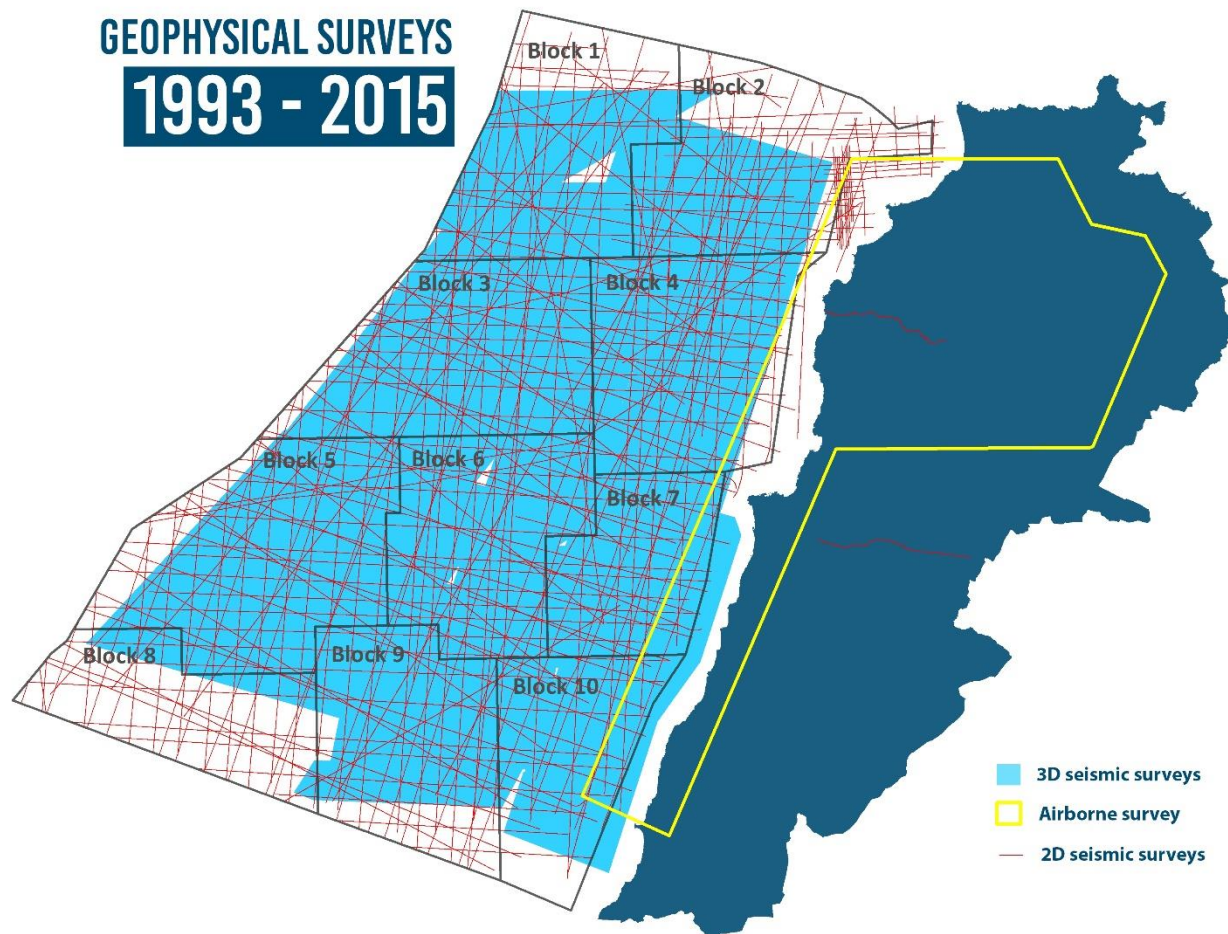 GEOPHYSICAL SURVEYS
1993 - 2015
Block 1
Block 2
Block 3
Block 4
Block 5
Block 6
Block 7
Block 8
Block 9
Block 10
3D seismic surveys
Airborne survey
2D seismic surveys